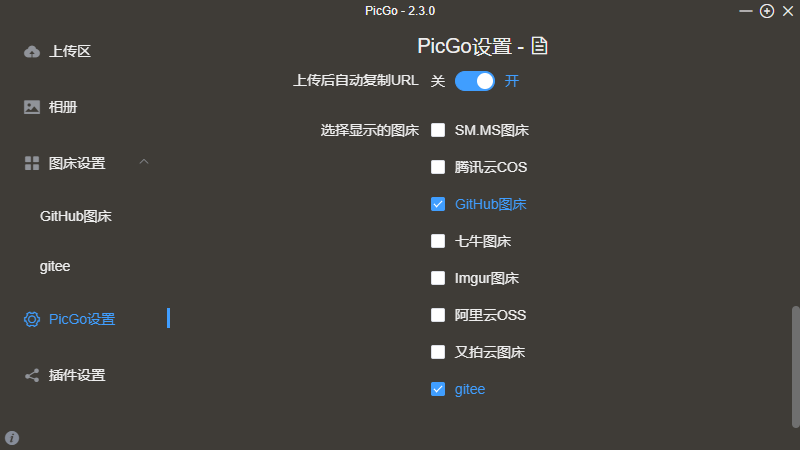 PicGo - 2.3.0
上传区
相册
图床设置
GitHub图床
gitee
PicGo设置
插件设置
PicGo设置 -
上传后自动复制URL 关 开
选择显示的图床
SM.MS图床
腾讯云COS
GitHub图床
七牛图床
Imgur图床
阿里云OSS
又拍云图床
gitee